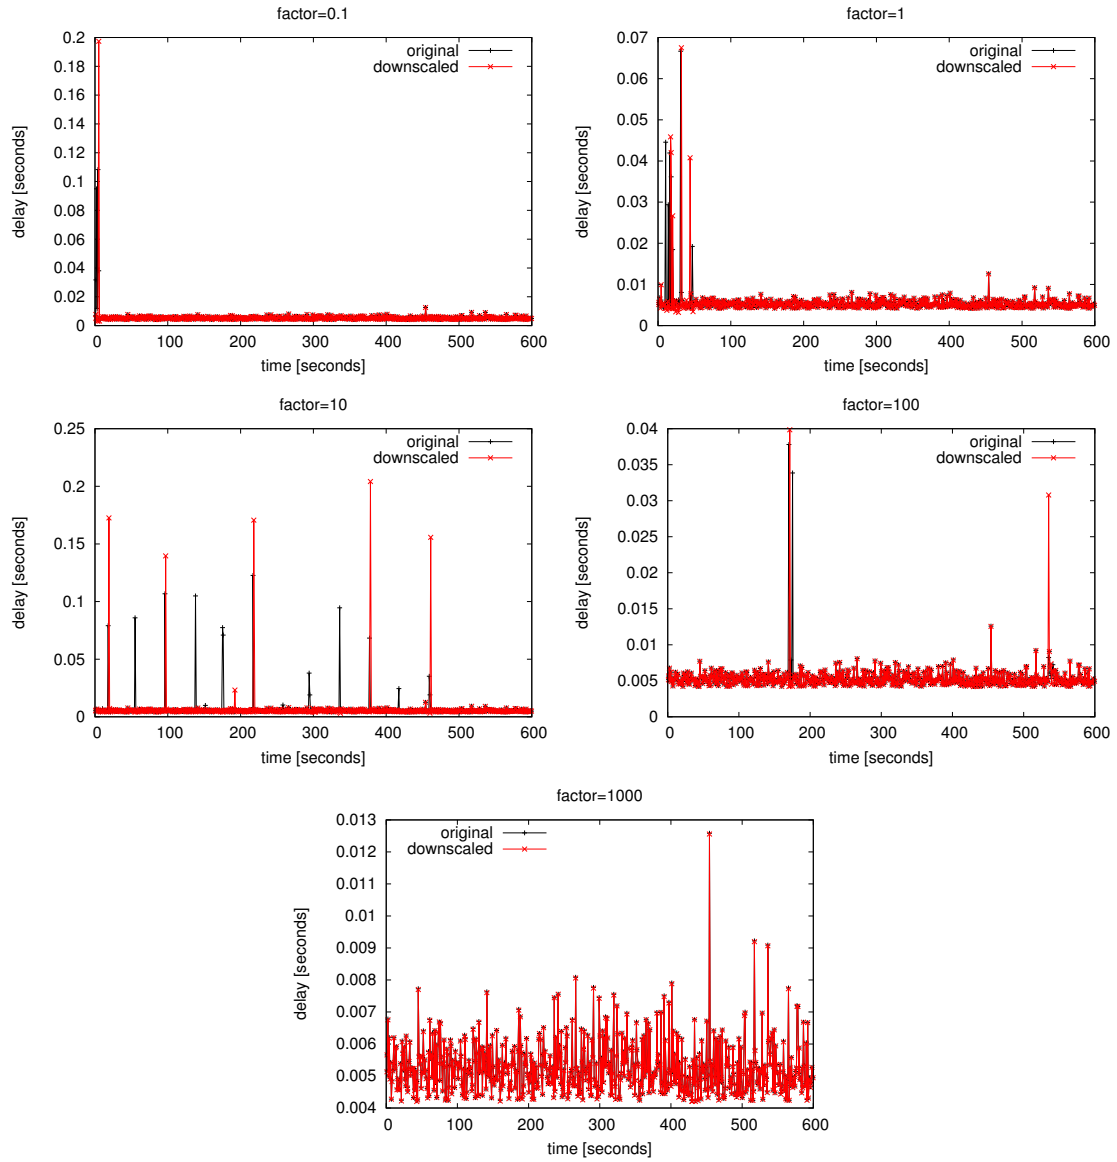 factor=0.1
original
downscaled
delay [seconds]
0.2
0.18
0.16
0.14
0.12
0.1
0.08
0.06
0.04
0.02
0
0 100 200 300 400 500 600
time [seconds]
factor=1
original
downscaled
delay [seconds]
0.07
0.06
0.05
0.04
0.03
0.02
0.01
0
0 100 200 300 400 500 600
time [seconds]
factor=10
original
downscaled
delay [seconds]
0.25
0.2
0.15
0.1
0.05
0
0 100 200 300 400 500 600
time [seconds]
factor=100
original
downscaled
delay [seconds]
0.04
0.035
0.03
0.025
0.02
0.015
0.01
0.005
0
0 100 200 300 400 500 600
time [seconds]
factor=1000
original
downscaled
delay [seconds]
0.013
0.012
0.011
0.01
0.009
0.008
0.007
0.006
0.005
0.004
0 100 200 300 400 500 600
time [seconds]